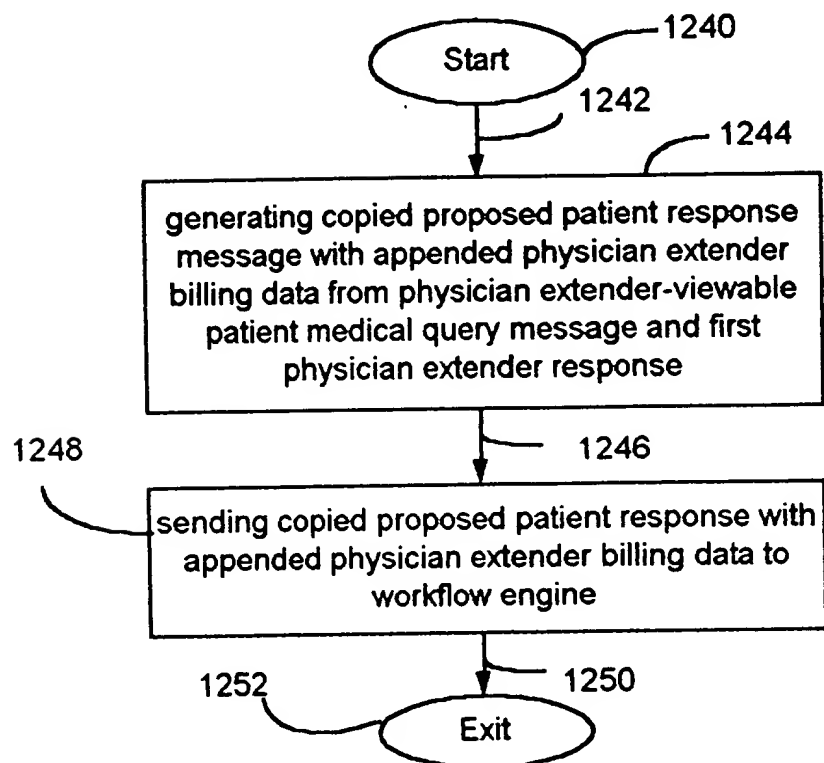 1240
Start
1242
1244
generating copied proposed patient response
message with appended physician extender
billing data from physician extender-viewable
patient medical query message and first
physician extender response
1246
1248
sending copied proposed patient response with
appended physician extender billing data to
workflow engine
1250
1252
Exit